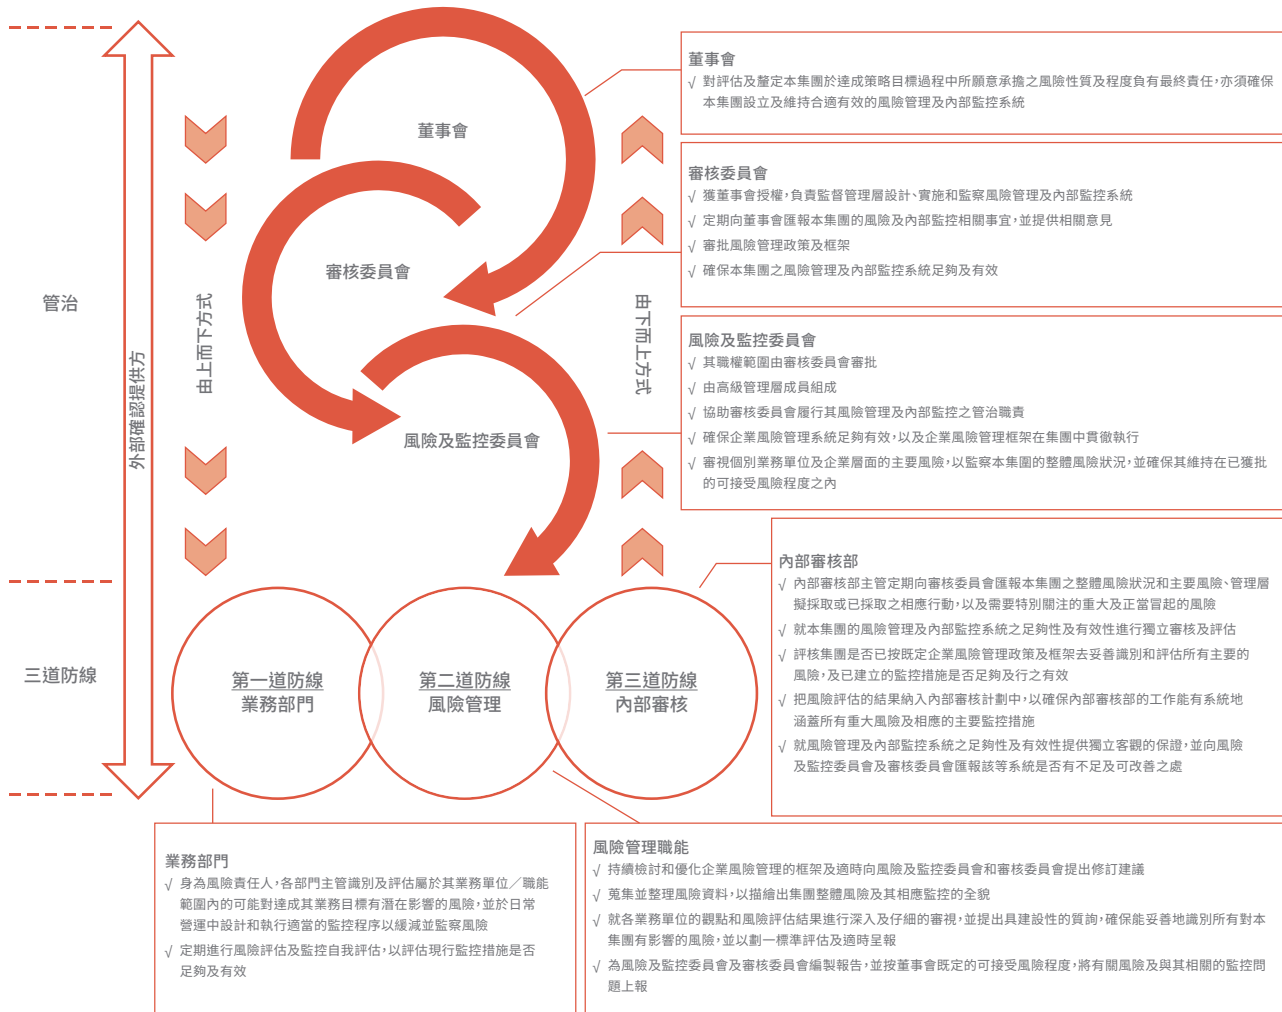 管治
三道防線
外部確認提供方
由上而下方式
由下而上方式
董事會
審核委員會
風險及監控委員會
第一道防線
業務部門
第二道防線
風險管理
第三道防線
內部審核
董事會
√ 對評估及釐定本集團於達成策略目標過程中所願意承擔之風險性質及程度負有最終責任，亦須確保
本集團設立及維持合適有效的風險管理及內部監控系統
審核委員會
√ 獲董事會授權，負責監督管理層設計、實施和監察風險管理及內部監控系統
√ 定期向董事會匯報本集團的風險及內部監控相關事宜，並提供相關意見
√ 審批風險管理政策及框架
√ 確保本集團之風險管理及內部監控系統足夠及有效
風險及監控委員會
√ 其職權範圍由審核委員會審批
√ 由高級管理層成員組成
√ 協助審核委員會履行其風險管理及內部監控之管治職責
√ 確保企業風險管理系統足夠有效，以及企業風險管理框架在集團中貫徹執行
√ 審視個別業務單位及企業層面的主要風險，以監察本集團的整體風險狀況，並確保其維持在已獲批
的可接受風險程度之內
內部審核部
√ 內部審核部主管定期向審核委員會匯報本集團之整體風險狀況和主要風險、管理層
擬採取或已採取之相應行動，以及需要特別關注的重大及正當冒起的風險
√ 就本集團的風險管理及內部監控系統之足夠性及有效性進行獨立審核及評估
√ 評核集團是否已按既定企業風險管理政策及框架去妥善識別和評估所有主要的
風險，及已建立的監控措施是否足夠及行之有效
√ 把風險評估的結果納入內部審核計劃中，以確保內部審核部的工作能有系統地
涵蓋所有重大風險及相應的主要監控措施
√ 就風險管理及內部監控系統之足夠性及有效性提供獨立客觀的保證，並向風險
及監控委員會及審核委員會匯報該等系統是否有不足及可改善之處
業務部門
√ 身為風險責任人，各部門主管識別及評估屬於其業務單位／職能
範圍內的可能對達成其業務目標有潛在影響的風險，並於日常
營運中設計和執行適當的監控程序以緩減並監察風險
√ 定期進行風險評估及監控自我評估，以評估現行監控措施是否
足夠及有效
風險管理職能
√ 持續檢討和優化企業風險管理的框架及適時向風險及監控委員會和審核委員會提出修訂建議
√ 蒐集並整理風險資料，以描繪出集團整體風險及其相應監控的全貌
√ 就各業務單位的觀點和風險評估結果進行深入及仔細的審視，並提出具建設性的質詢，確保能妥善地識別所有對本
集團有影響的風險，並以劃一標準評估及適時呈報
√ 為風險及監控委員會及審核委員會編製報告，並按董事會既定的可接受風險程度，將有關風險及與其相關的監控問
題上報